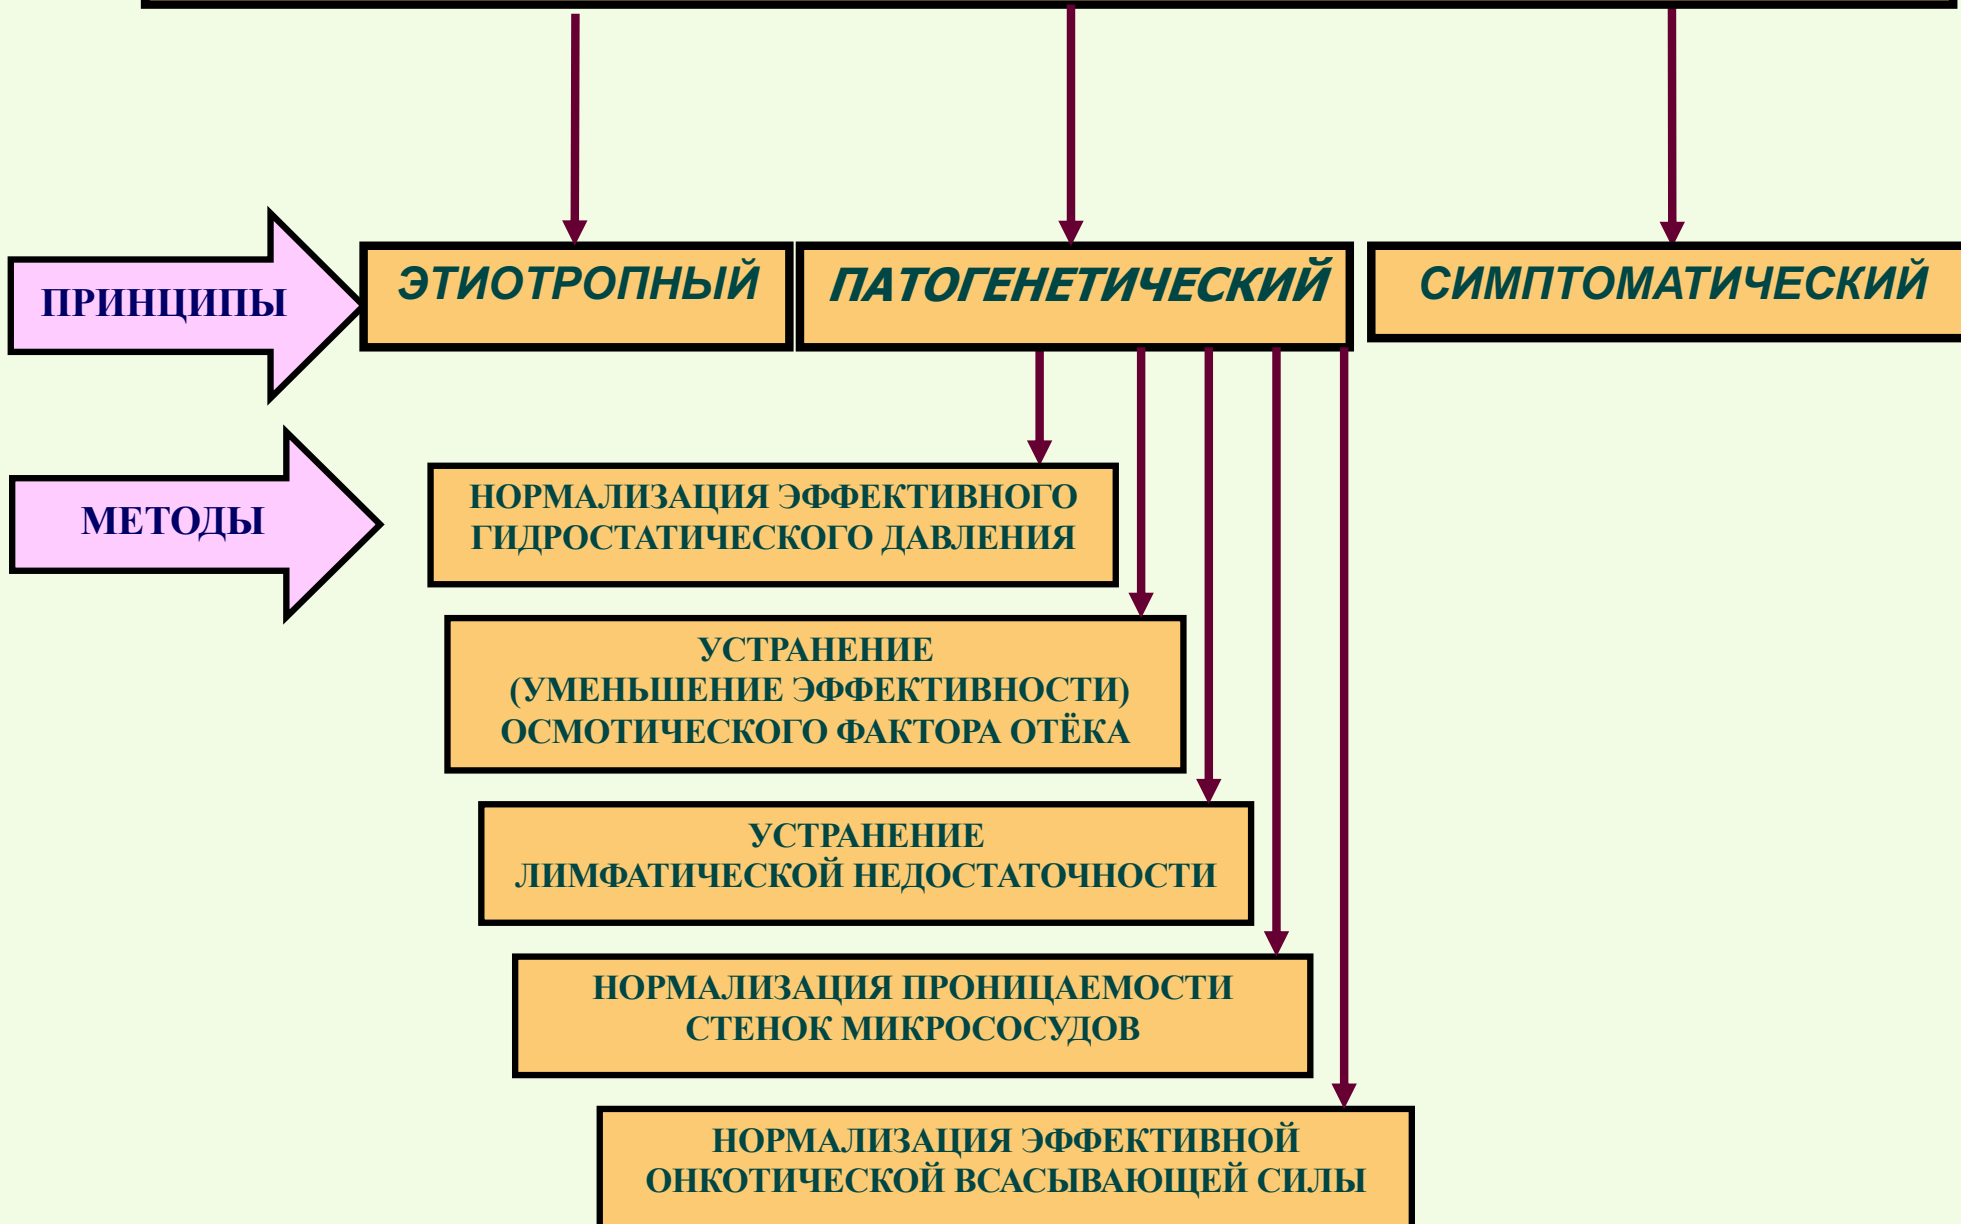 ПРИНЦИПЫ
ЭТИОТРОПНЫЙ
ПАТОГЕНЕТИЧЕСКИЙ
СИМПТОМАТИЧЕСКИЙ
МЕТОДЫ
НОРМАЛИЗАЦИЯ ЭФФЕКТИВНОГО
ГИДРОСТАТИЧЕСКОГО ДАВЛЕНИЯ
УСТРАНЕНИЕ
(УМЕНЬШЕНИЕ ЭФФЕКТИВНОСТИ)
ОСМОТИЧЕСКОГО ФАКТОРА ОТЁКА
УСТРАНЕНИЕ
ЛИМФАТИЧЕСКОЙ НЕДОСТАТОЧНОСТИ
НОРМАЛИЗАЦИЯ ПРОНИЦАЕМОСТИ
СТЕНОК МИКРОСОСУДОВ
НОРМАЛИЗАЦИЯ ЭФФЕКТИВНОЙ
ОНКОТИЧЕСКОЙ ВСАСЫВАЮЩЕЙ СИЛЫ